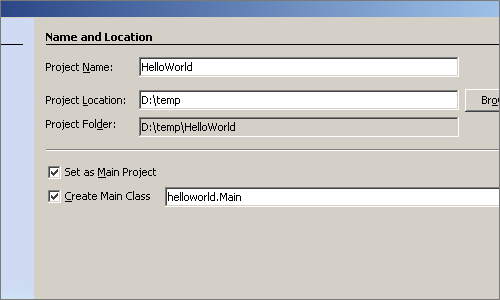 Name and Location
Project Name: HelloWorld
Project Location: D:\temp Brow
Project Folder: D:\temp\HelloWorld
Set as Main Project
Create Main Class helloworld.Main